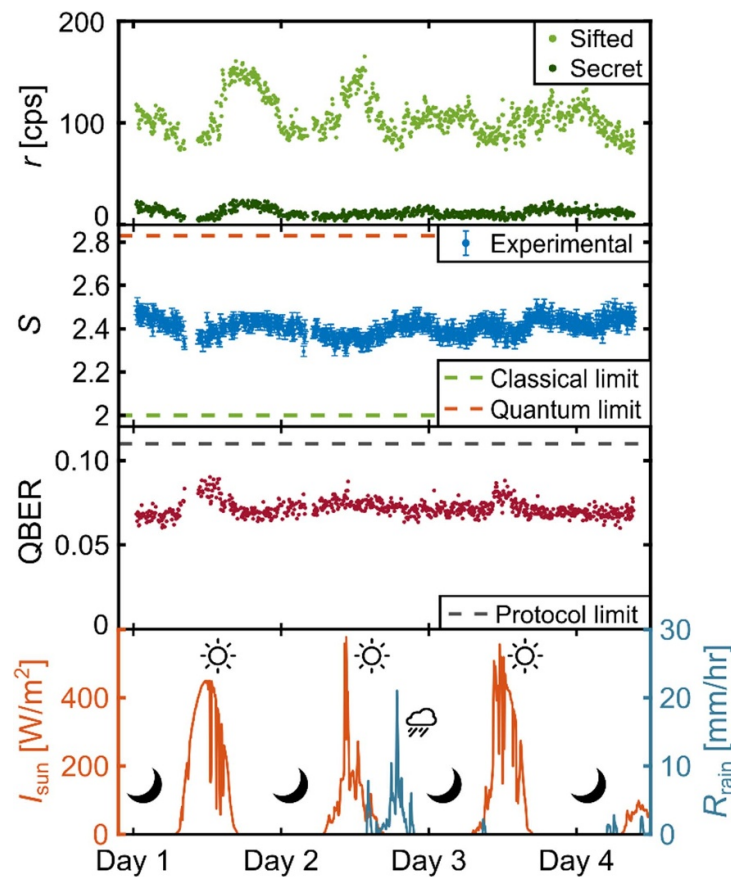 200
Sifted
Secret
r [cps]
100
0
2.8
Experimental
2.6
S
2.4
2.2
Classical limit
Quantum limit
2
0.10
QBER
0.05
Protocol limit
0
30
I_sun [W/m²]
400
20
R_rain [mm/hr]
200
10
0
0
Day 1 Day 2 Day 3 Day 4